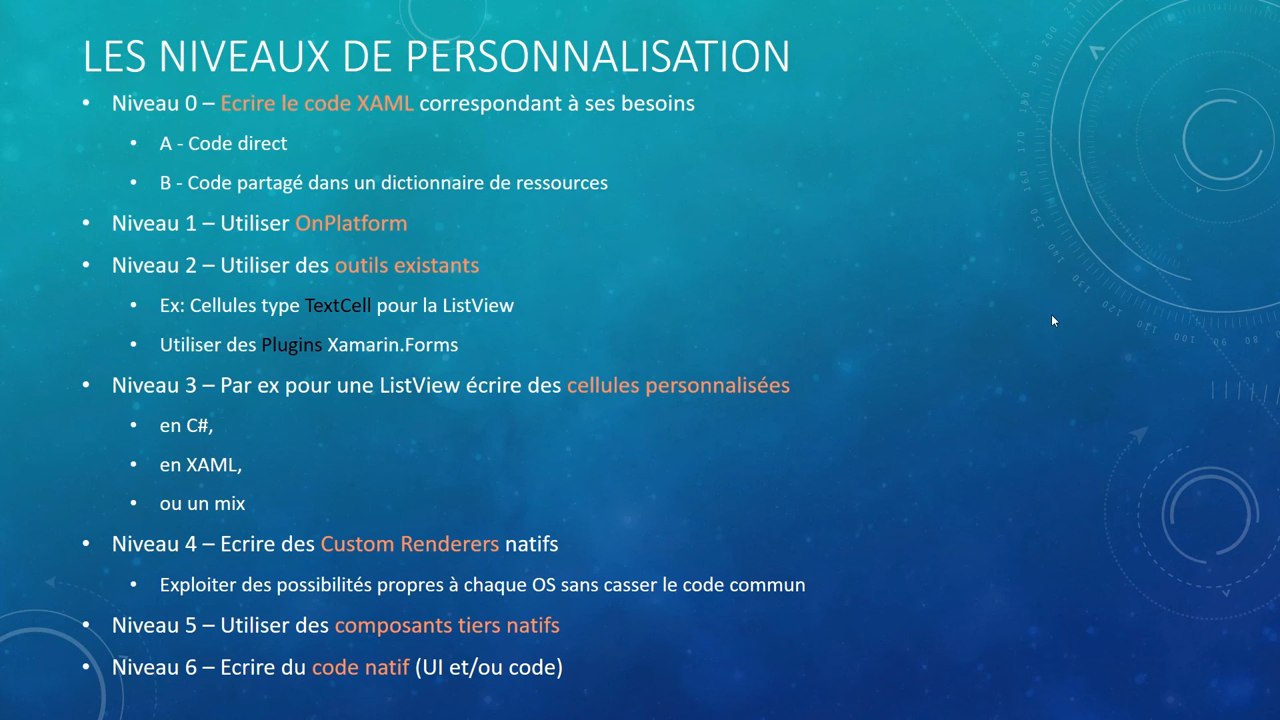 LES NIVEAUX DE PERSONNALISATION
• Niveau 0 – Ecrire le code XAML correspondant à ses besoins
• A - Code direct
• B - Code partagé dans un dictionnaire de ressources
• Niveau 1 – Utiliser OnPlatform
• Niveau 2 – Utiliser des outils existants
• Ex: Cellules type TextCell pour la ListView
• Utiliser des Plugins Xamarin.Forms
• Niveau 3 – Par ex pour une ListView écrire des cellules personnalisées
• en C#,
• en XAML,
• ou un mix
• Niveau 4 – Ecrire des Custom Renderers natifs
• Exploiter des possibilités propres à chaque OS sans casser le code commun
• Niveau 5 – Utiliser des composants tiers natifs
• Niveau 6 – Ecrire du code natif (UI et/ou code)